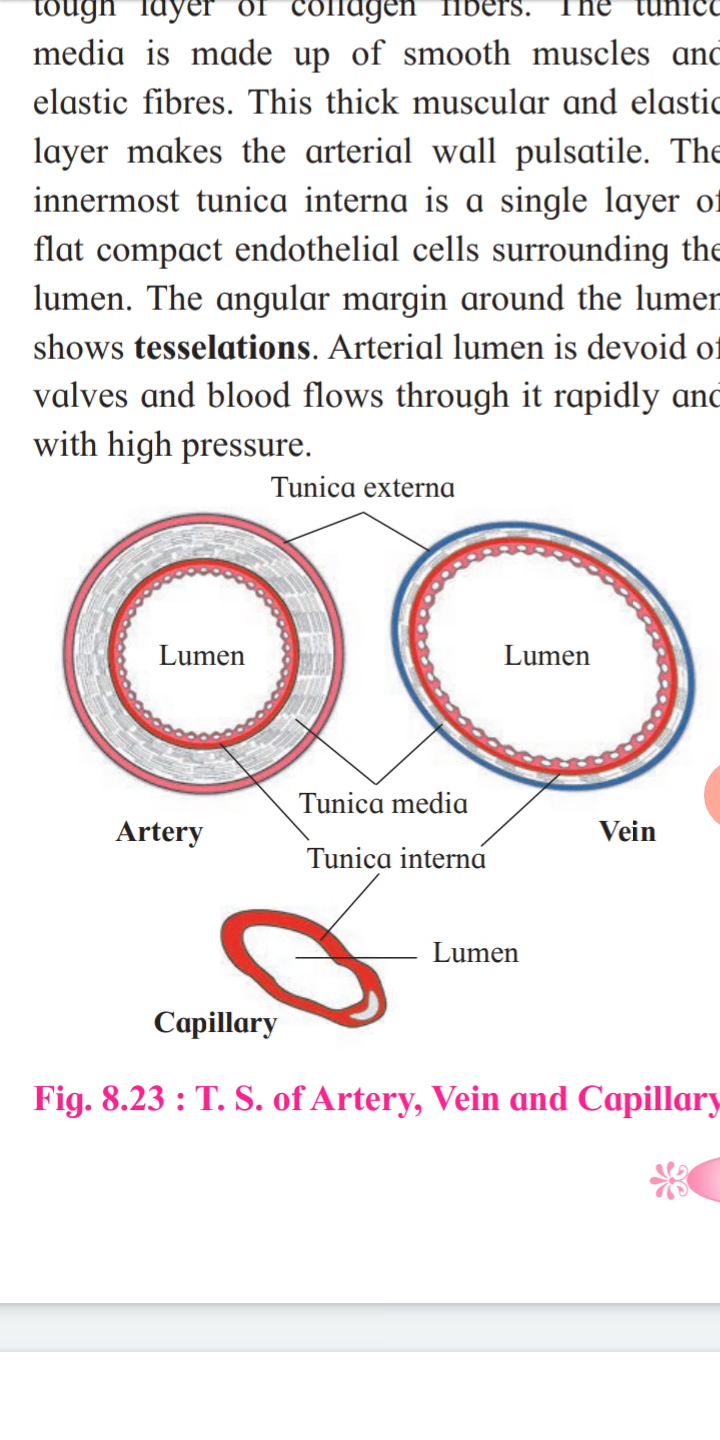 tough layer of collagen fibers. The tunica
media is made up of smooth muscles and
elastic fibres. This thick muscular and elastic
layer makes the arterial wall pulsatile. The
innermost tunica interna is a single layer of
flat compact endothelial cells surrounding the
lumen. The angular margin around the lumen
shows tesselations. Arterial lumen is devoid of
valves and blood flows through it rapidly and
with high pressure.
Tunica externa
Lumen
Lumen
Tunica media
Artery
Vein
Tunica interna
Lumen
Capillary
Fig. 8.23 : T. S. of Artery, Vein and Capillary